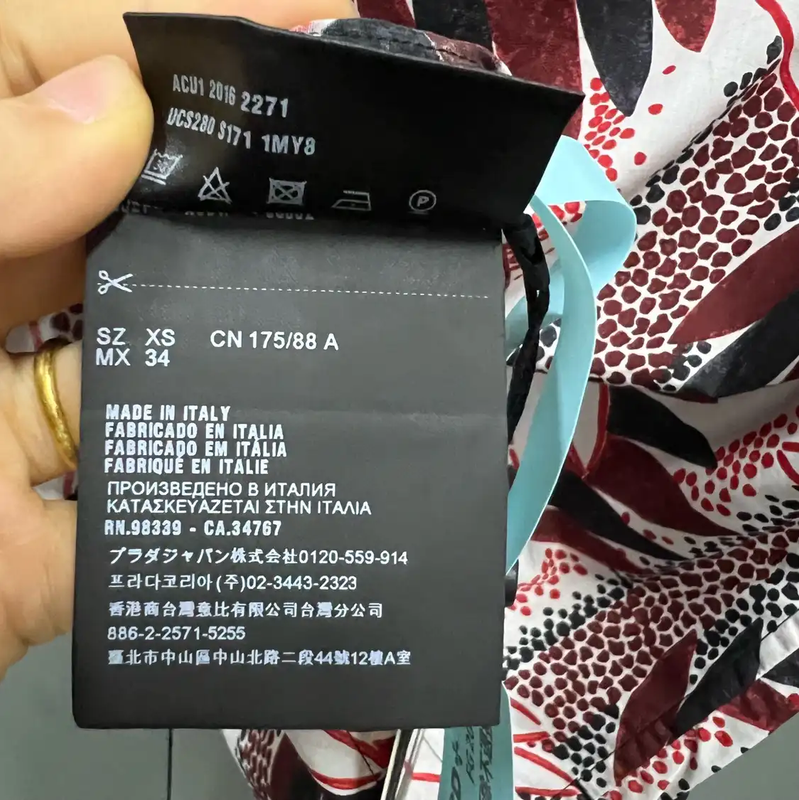 ACU1 2016 2271
UCS280 S171 1MY8
P
SZ XS CN 175/88 A
MX 34
MADE IN ITALY
FABRICADO EN ITALIA
FABRICADO EM ITÁLIA
FABRIQUÉ EN ITALIE
ПРОИЗВЕДЕНО В ИТАЛИЯ
ΚΑΤΑΣΚΕΥΑΖΕΤΑΙ ΣΤΗΝ ΙΤΑΛΙΑ
RN.98339 - CA.34767
プラダジャパン株式会社0120-559-914
프라다코리아(주)02-3443-2323
香港商台灣意比有限公司台灣分公司
886-2-2571-5255
臺北市中山區中山北路二段44號12樓A室